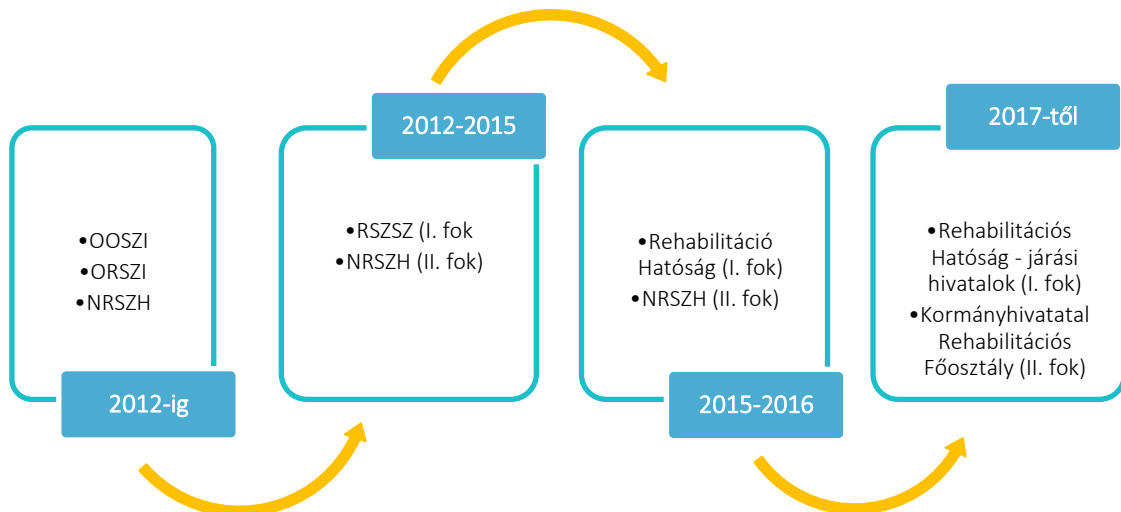 2012-ig
•OOSZI
•ORSZI
•NRSZH
2012-2015
•RSZSZ (I. fok
•NRSZH (II. fok)
2015-2016
•Rehabilitáció
Hatóság (I. fok)
•NRSZH (II. fok)
2017-től
•Rehabilitációs
Hatóság - járási
hivatalok (I. fok)
•Kormányhivatatal
Rehabilitációs
Főosztály (II. fok)